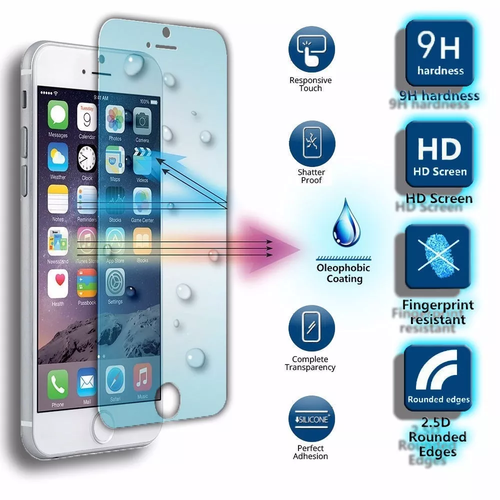 9:41 AM
100%
Messages
Calendar
Photos
Camera
Weather
Clock
Maps
Videos
Notes
Reminders
Stocks
Game Center
iTunes Store
App Store
iBooks
Health
Passbook
Settings
Phone
Mail
Safari
Music
Responsive
Touch
Shatter
Proof
Oleophobic
Coating
Complete
Transparency
SILICONE
Perfect
Adhesion
9H
hardness
9H hardness
HD
HD Screen
HD Screen
Fingerprint
resistant
Rounded edges
2.5D
Rounded
Edges